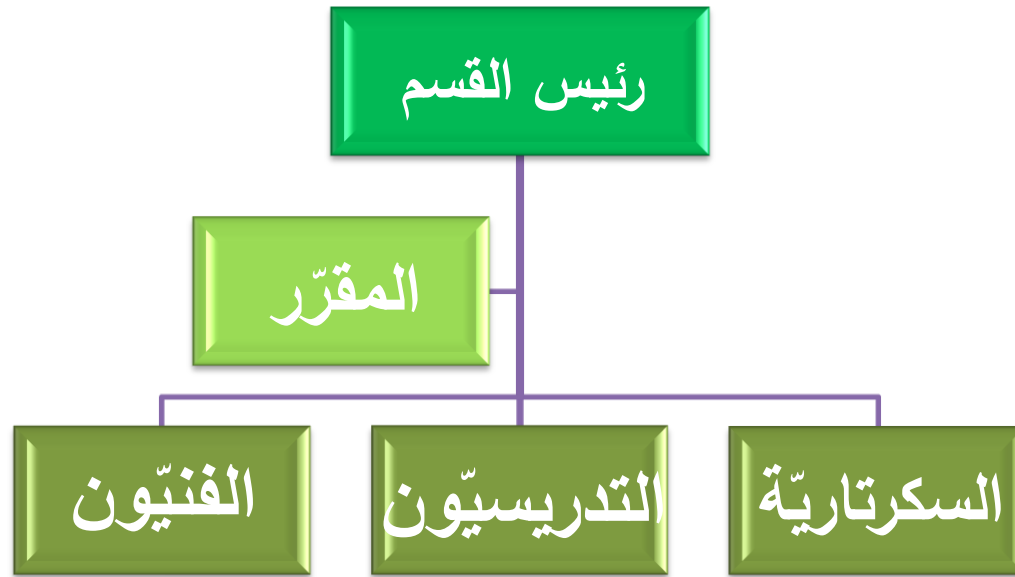 رئيس القسم
المقرّر
السكرتاريّة
التدريسيّون
الفنيّون